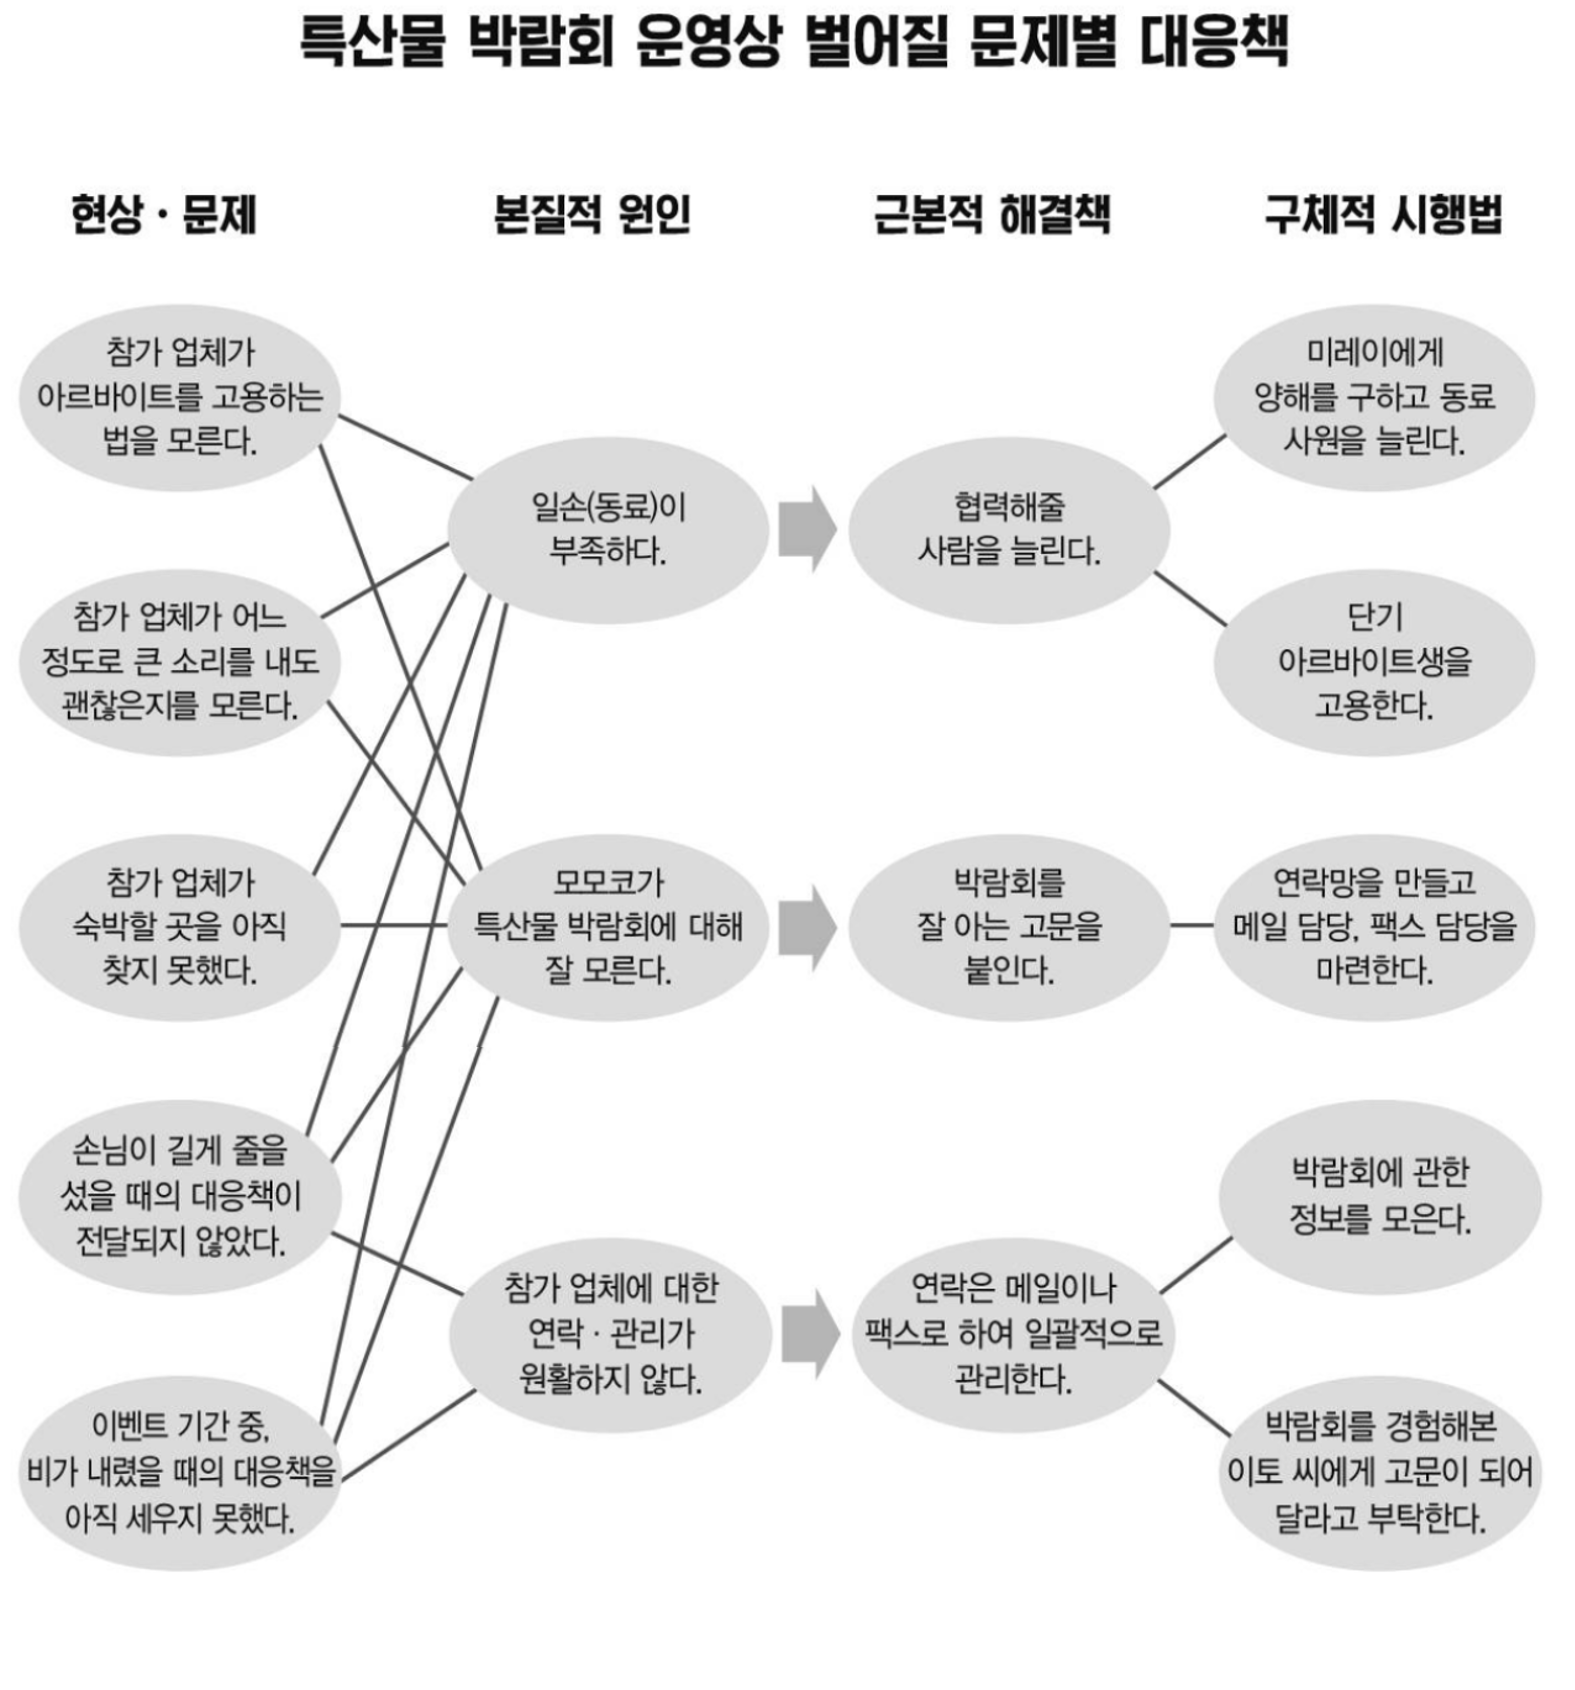 특산물 박람회 운영상 벌어질 문제별 대응책
현상 · 문제
본질적 원인
근본적 해결책
구체적 시행법
참가 업체가
아르바이트를 고용하는
법을 모른다.
참가 업체가 어느
정도로 큰 소리를 내도
괜찮은지를 모른다.
참가 업체가
숙박할 곳을 아직
찾지 못했다.
손님이 길게 줄을
섰을 때의 대응책이
전달되지 않았다.
이벤트 기간 중,
비가 내렸을 때의 대응책을
아직 세우지 못했다.
일손(동료)이
부족하다.
모모코가
특산물 박람회에 대해
잘 모른다.
참가 업체에 대한
연락 · 관리가
원활하지 않다.
협력해줄
사람을 늘린다.
박람회를
잘 아는 고문을
붙인다.
연락은 메일이나
팩스로 하여 일괄적으로
관리한다.
미레이에게
양해를 구하고 동료
사원을 늘린다.
단기
아르바이트생을
고용한다.
연락망을 만들고
메일 담당, 팩스 담당을
마련한다.
박람회에 관한
정보를 모은다.
박람회를 경험해본
이토 씨에게 고문이 되어
달라고 부탁한다.